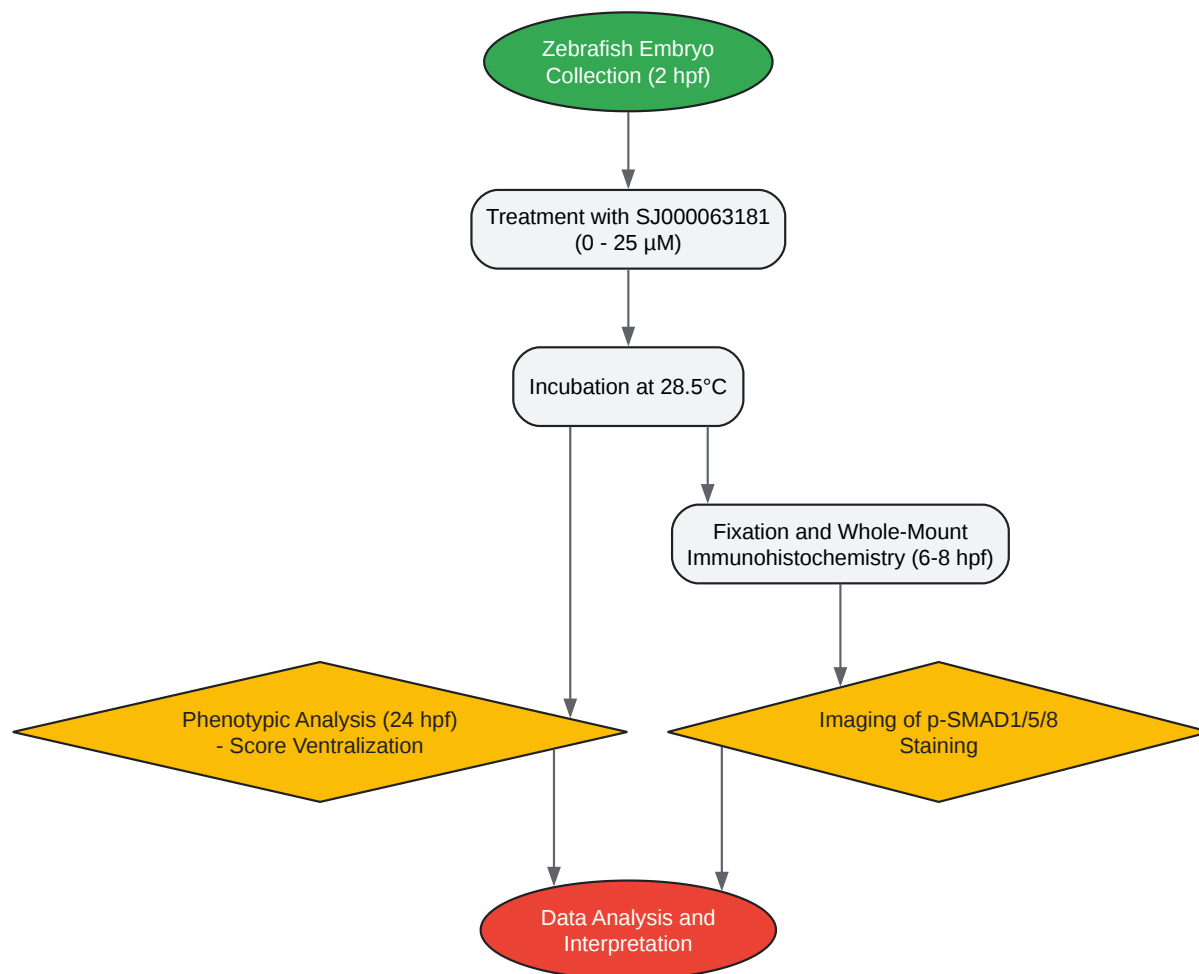 Zebrafish Embryo
Collection (2 hpf)
Treatment with SJ000063181
(0 - 25 µM)
Incubation at 28.5°C
Fixation and Whole-Mount
Immunohistochemistry (6-8 hpf)
Phenotypic Analysis (24 hpf)
- Score Ventralization
Imaging of p-SMAD1/5/8
Staining
Data Analysis and
Interpretation